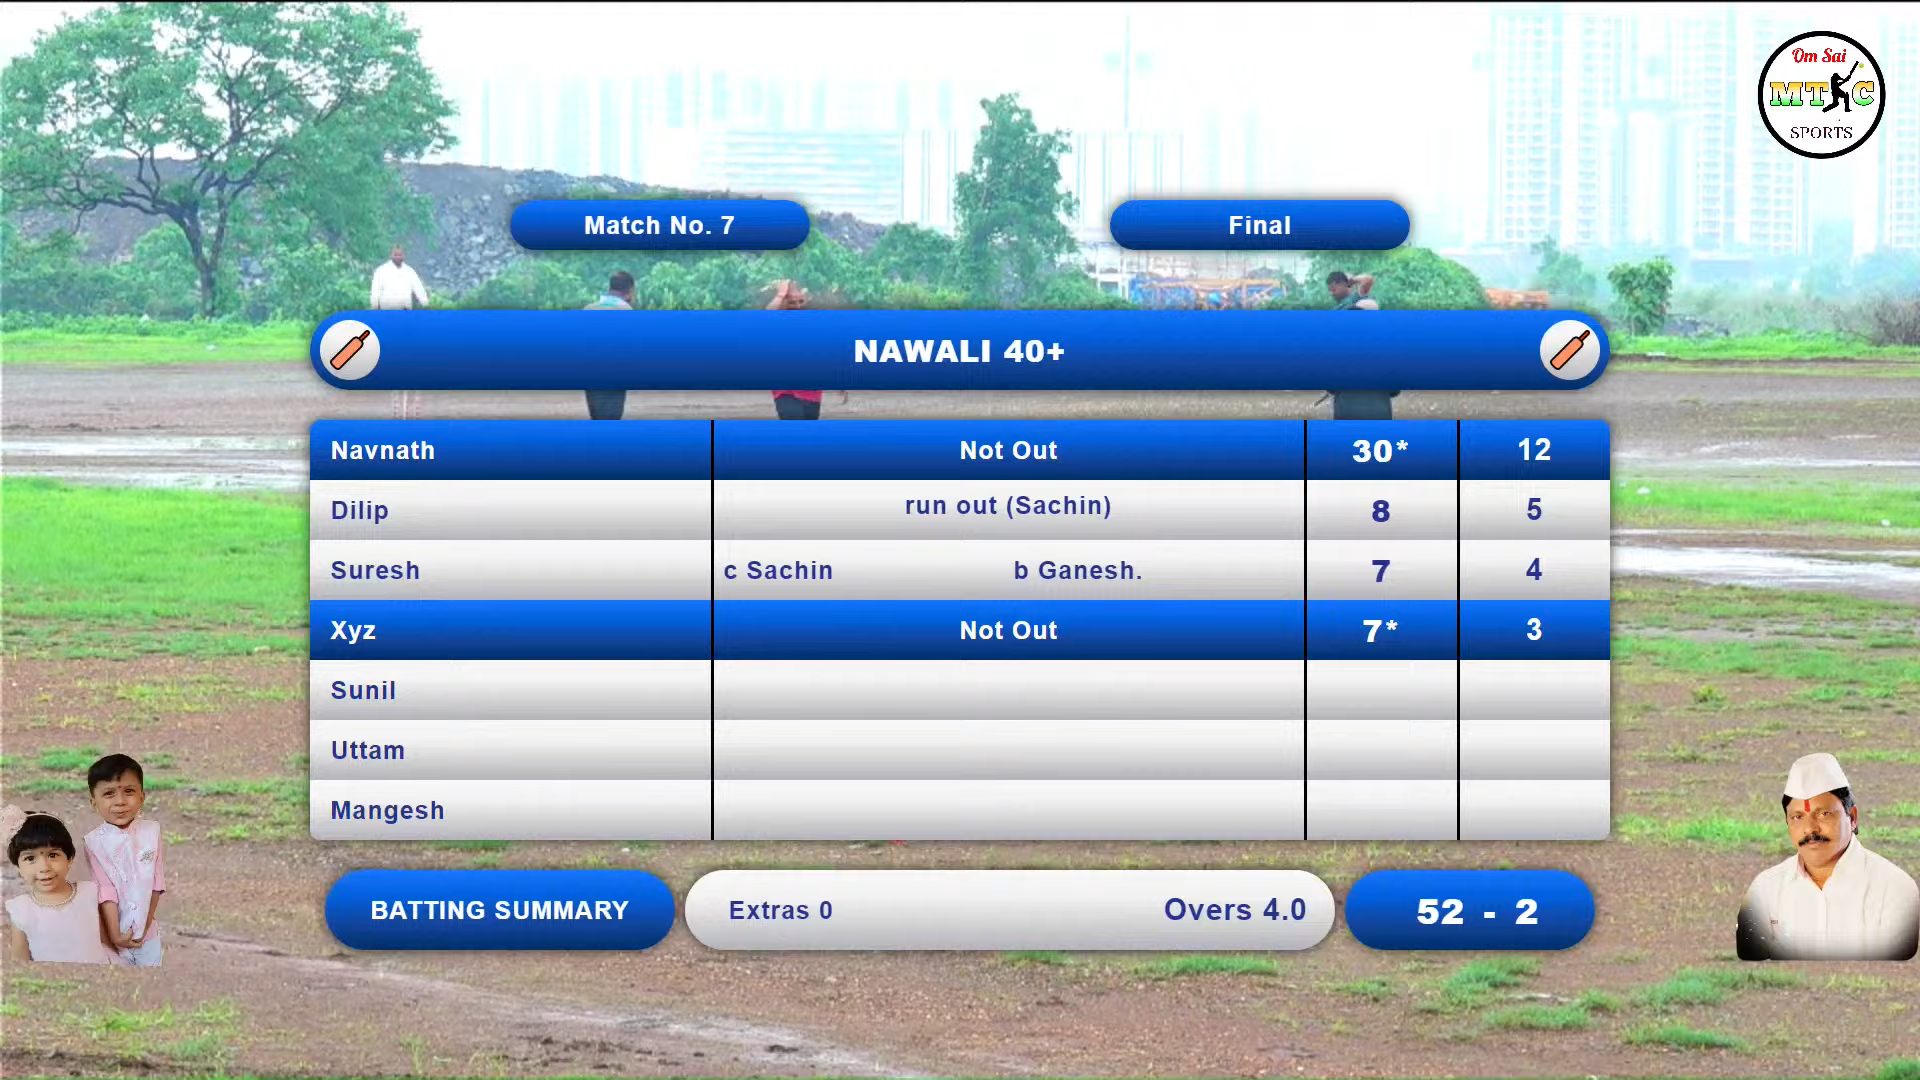 Om Sai
MTCC
SPORTS
Match No. 7
Final
NAWALI 40+
Navnath Not Out 30* 12
Dilip run out (Sachin) 8 5
Suresh c Sachin b Ganesh. 7 4
Xyz Not Out 7* 3
Sunil
Uttam
Mangesh
BATTING SUMMARY Extras 0 Overs 4.0 52 - 2